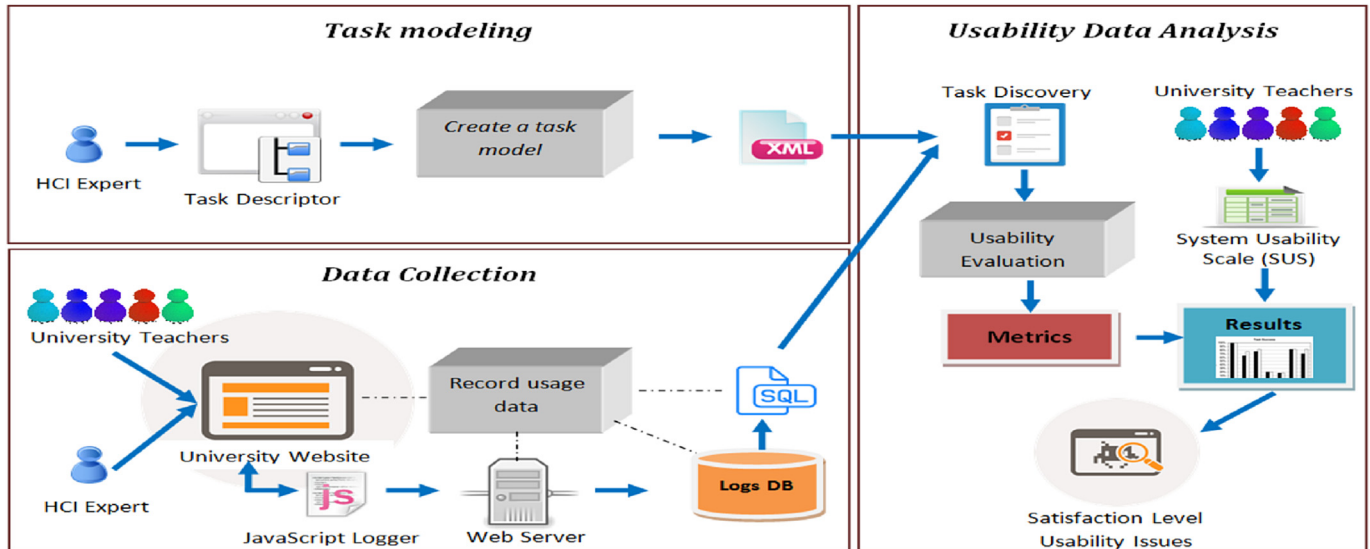 Task modeling
HCI Expert
Task Descriptor
Create a task
model
XML
Data Collection
University Teachers
University Website
HCI Expert
js
JavaScript Logger
Record usage
data
Web Server
SQL
Logs DB
Usability Data Analysis
Task Discovery
University Teachers
Usability
Evaluation
System Usability
Scale (SUS)
Metrics
Results
Satisfaction Level
Usability Issues